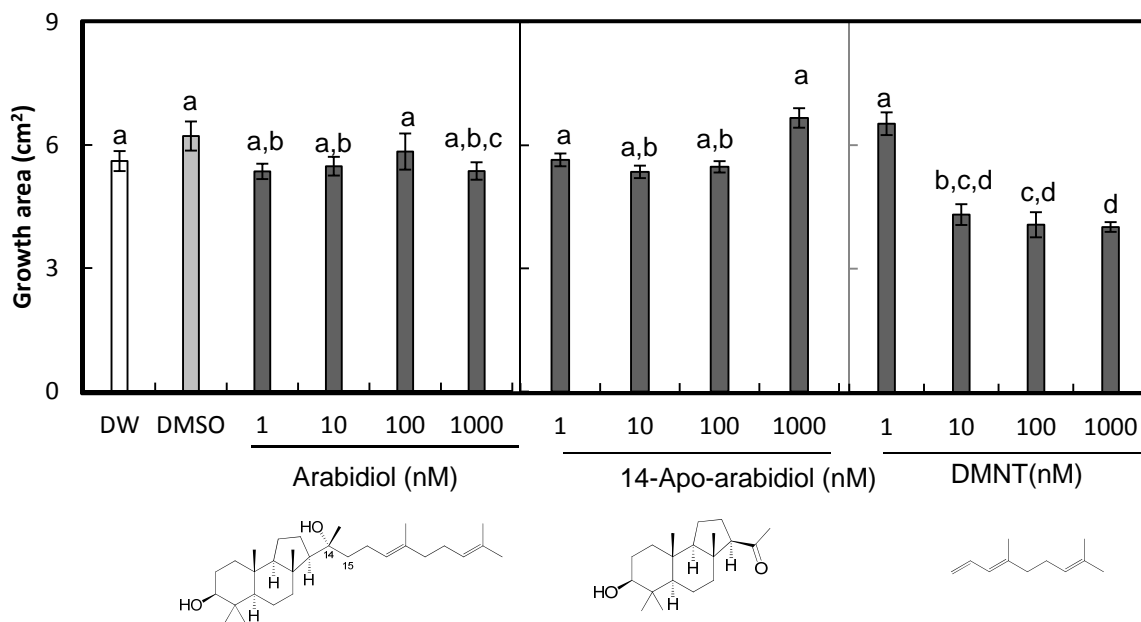 Growth area (cm²)
9
6
3
0
a
a
a,b
a,b
a
a,b,c
a
a,b
a,b
a
a
b,c,d
c,d
d
DW DMSO 1 10 100 1000 1 10 100 1000 1 10 100 1000
Arabidiol (nM) 14-Apo-arabidiol (nM) DMNT(nM)
HO
14
15
H
H
HO
H
H
H
O
HO
H